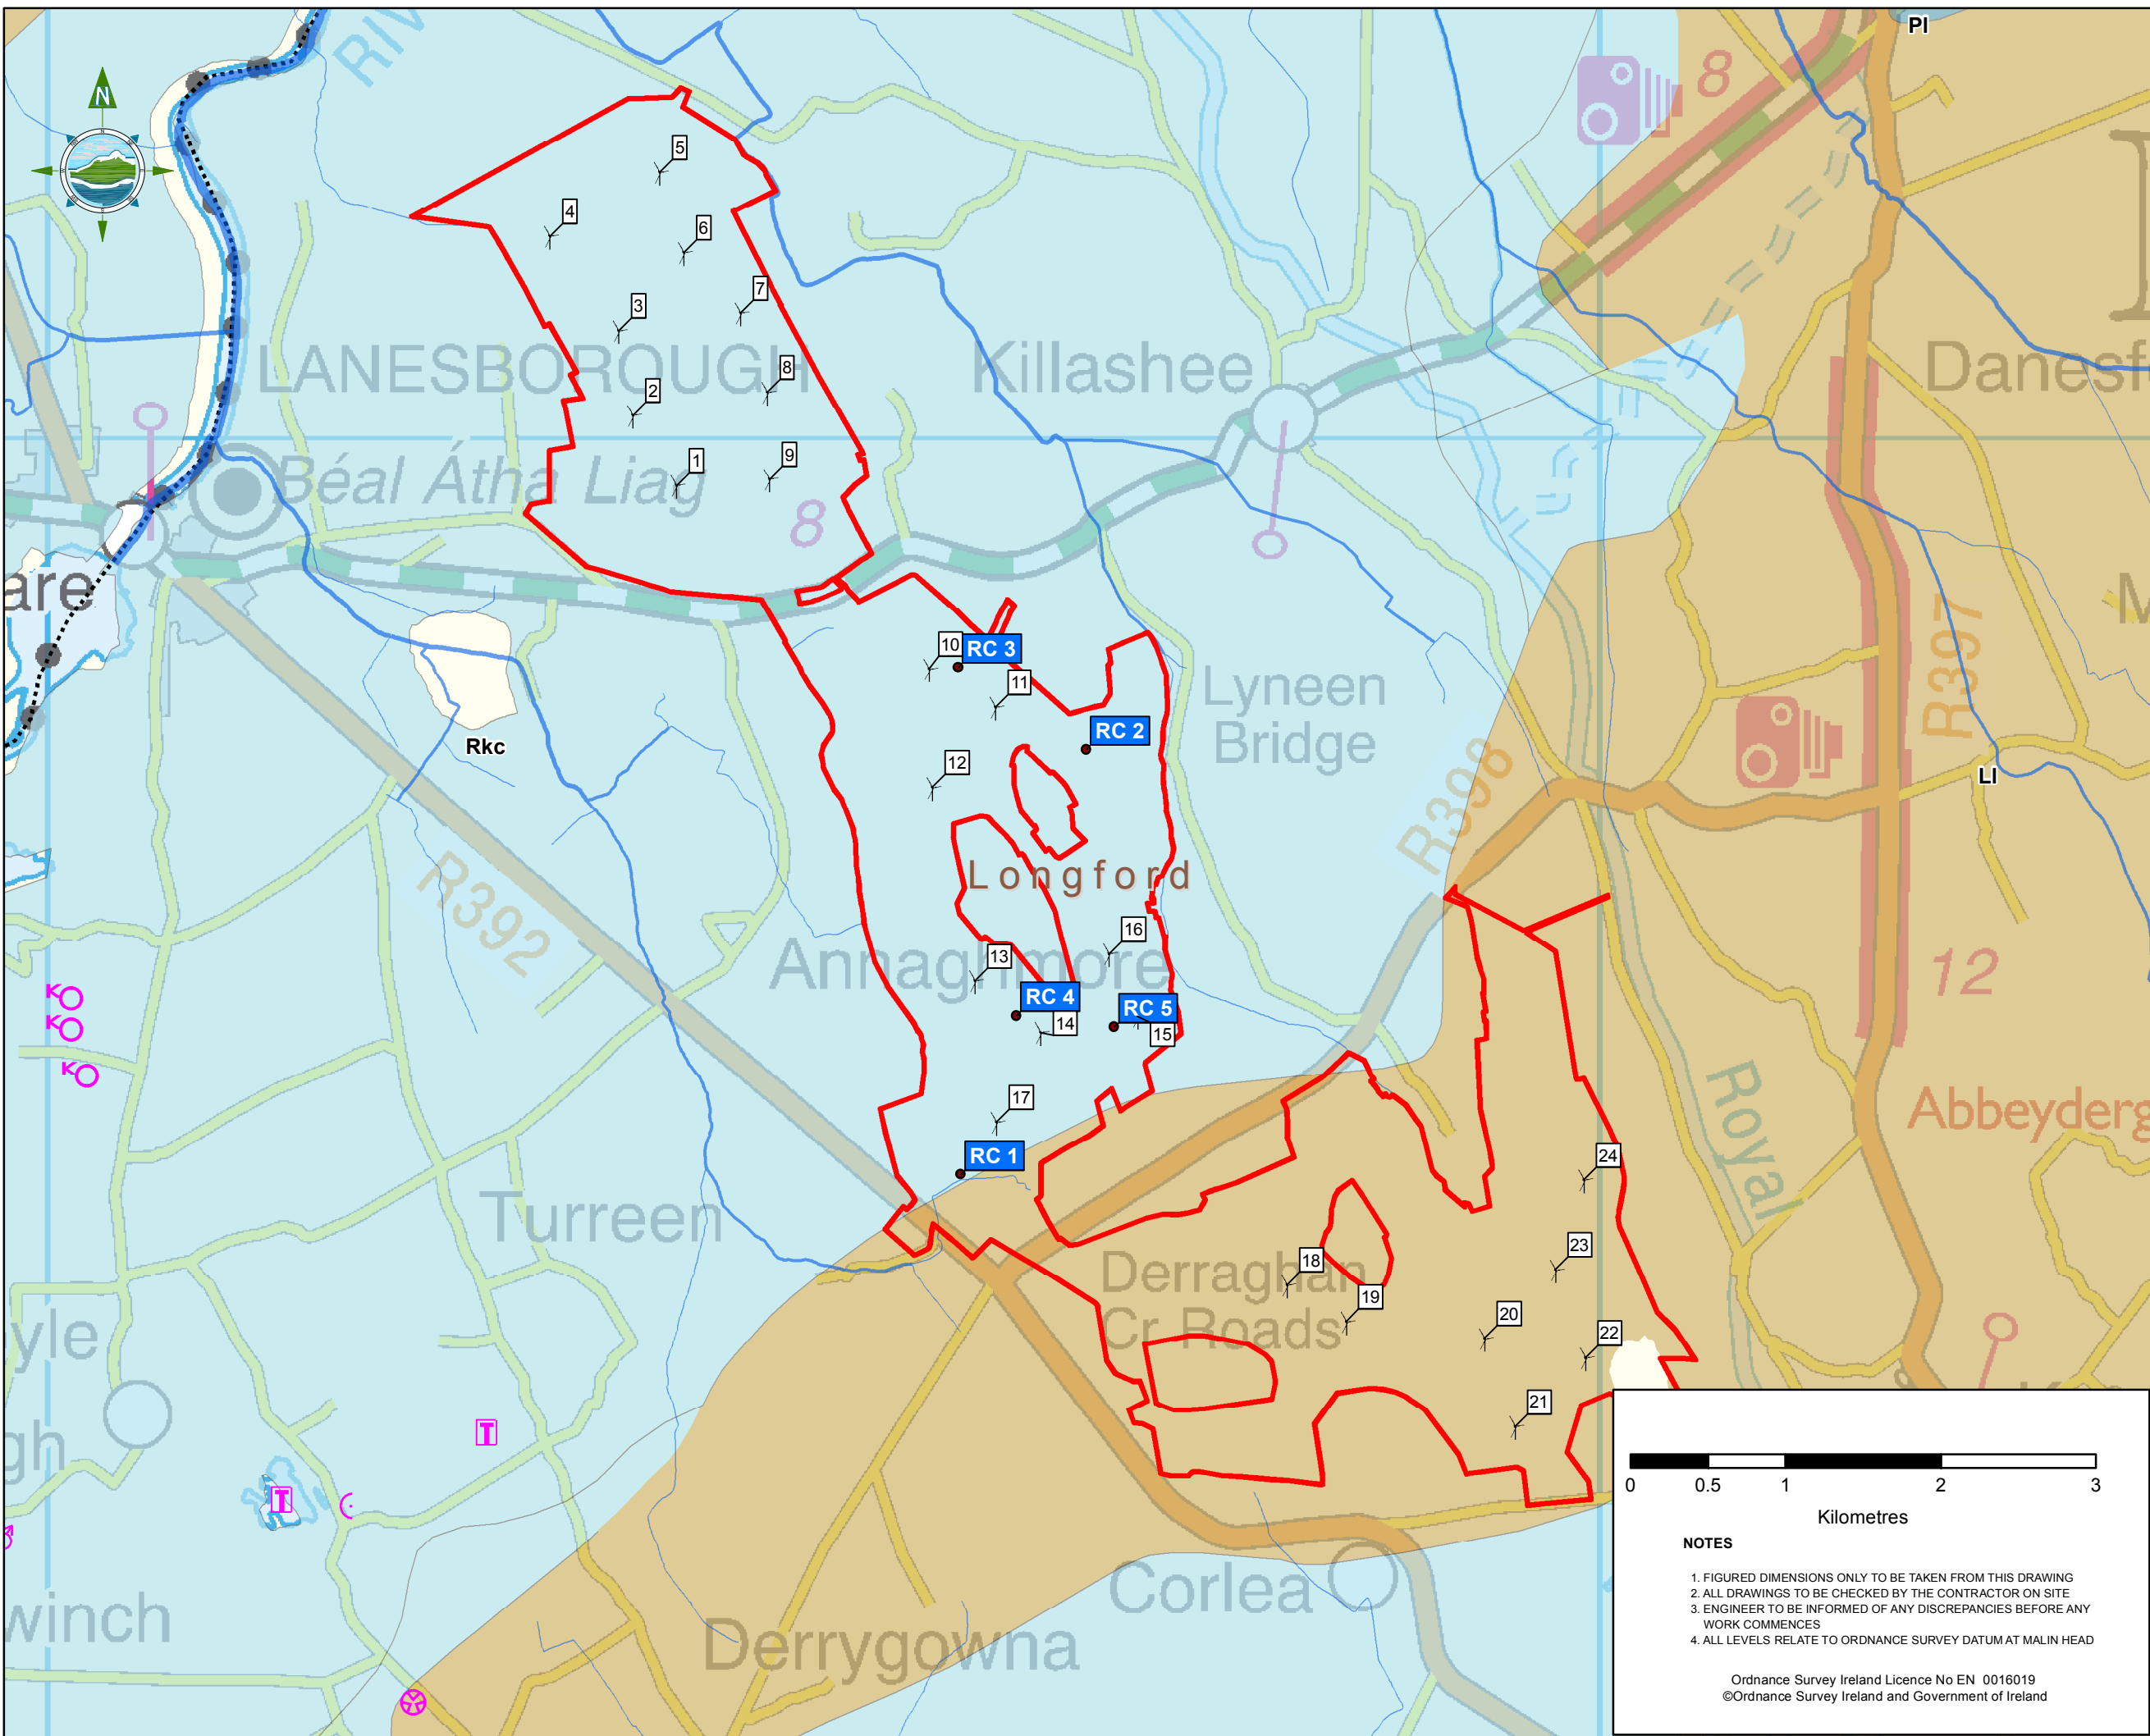 PI
RIV
8
N
5
4
6
7
3
LANESBOROUGH
Killashee
Danesf
8
2
Béal Átha Liag
1
9
8
are
R397
10
RC 3
11
Lyneen
Bridge
RC 2
Rkc
12
LI
R398
Longford
R392
16
Annaghmore
13
12
RC 4
RC 5
14
15
17
Royal
Abbeyderg
RC 1
24
Turreen
23
Derraghan
18
19
Cr Roads
20
22
yle
21
gh
T
T
Corlea
winch
Derrygowna
0 0.5 1 2 3
Kilometres
NOTES
1. FIGURED DIMENSIONS ONLY TO BE TAKEN FROM THIS DRAWING
2. ALL DRAWINGS TO BE CHECKED BY THE CONTRACTOR ON SITE
3. ENGINEER TO BE INFORMED OF ANY DISCREPANCIES BEFORE ANY
WORK COMMENCES
4. ALL LEVELS RELATE TO ORDNANCE SURVEY DATUM AT MALIN HEAD
Ordnance Survey Ireland Licence No EN 0016019
©Ordnance Survey Ireland and Government of Ireland